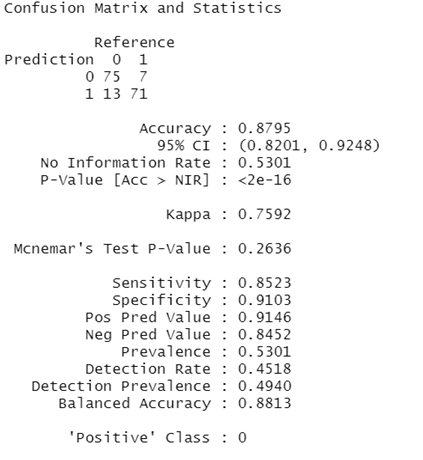 Confusion Matrix and Statistics
Reference
Prediction 0 1
0 75 7
1 13 71
Accuracy : 0.8795
95% CI : (0.8201, 0.9248)
No Information Rate : 0.5301
P-Value [Acc > NIR] : <2e-16
Kappa : 0.7592
Mcnemar's Test P-Value : 0.2636
Sensitivity : 0.8523
Specificity : 0.9103
Pos Pred Value : 0.9146
Neg Pred Value : 0.8452
Prevalence : 0.5301
Detection Rate : 0.4518
Detection Prevalence : 0.4940
Balanced Accuracy : 0.8813
'Positive' Class : 0